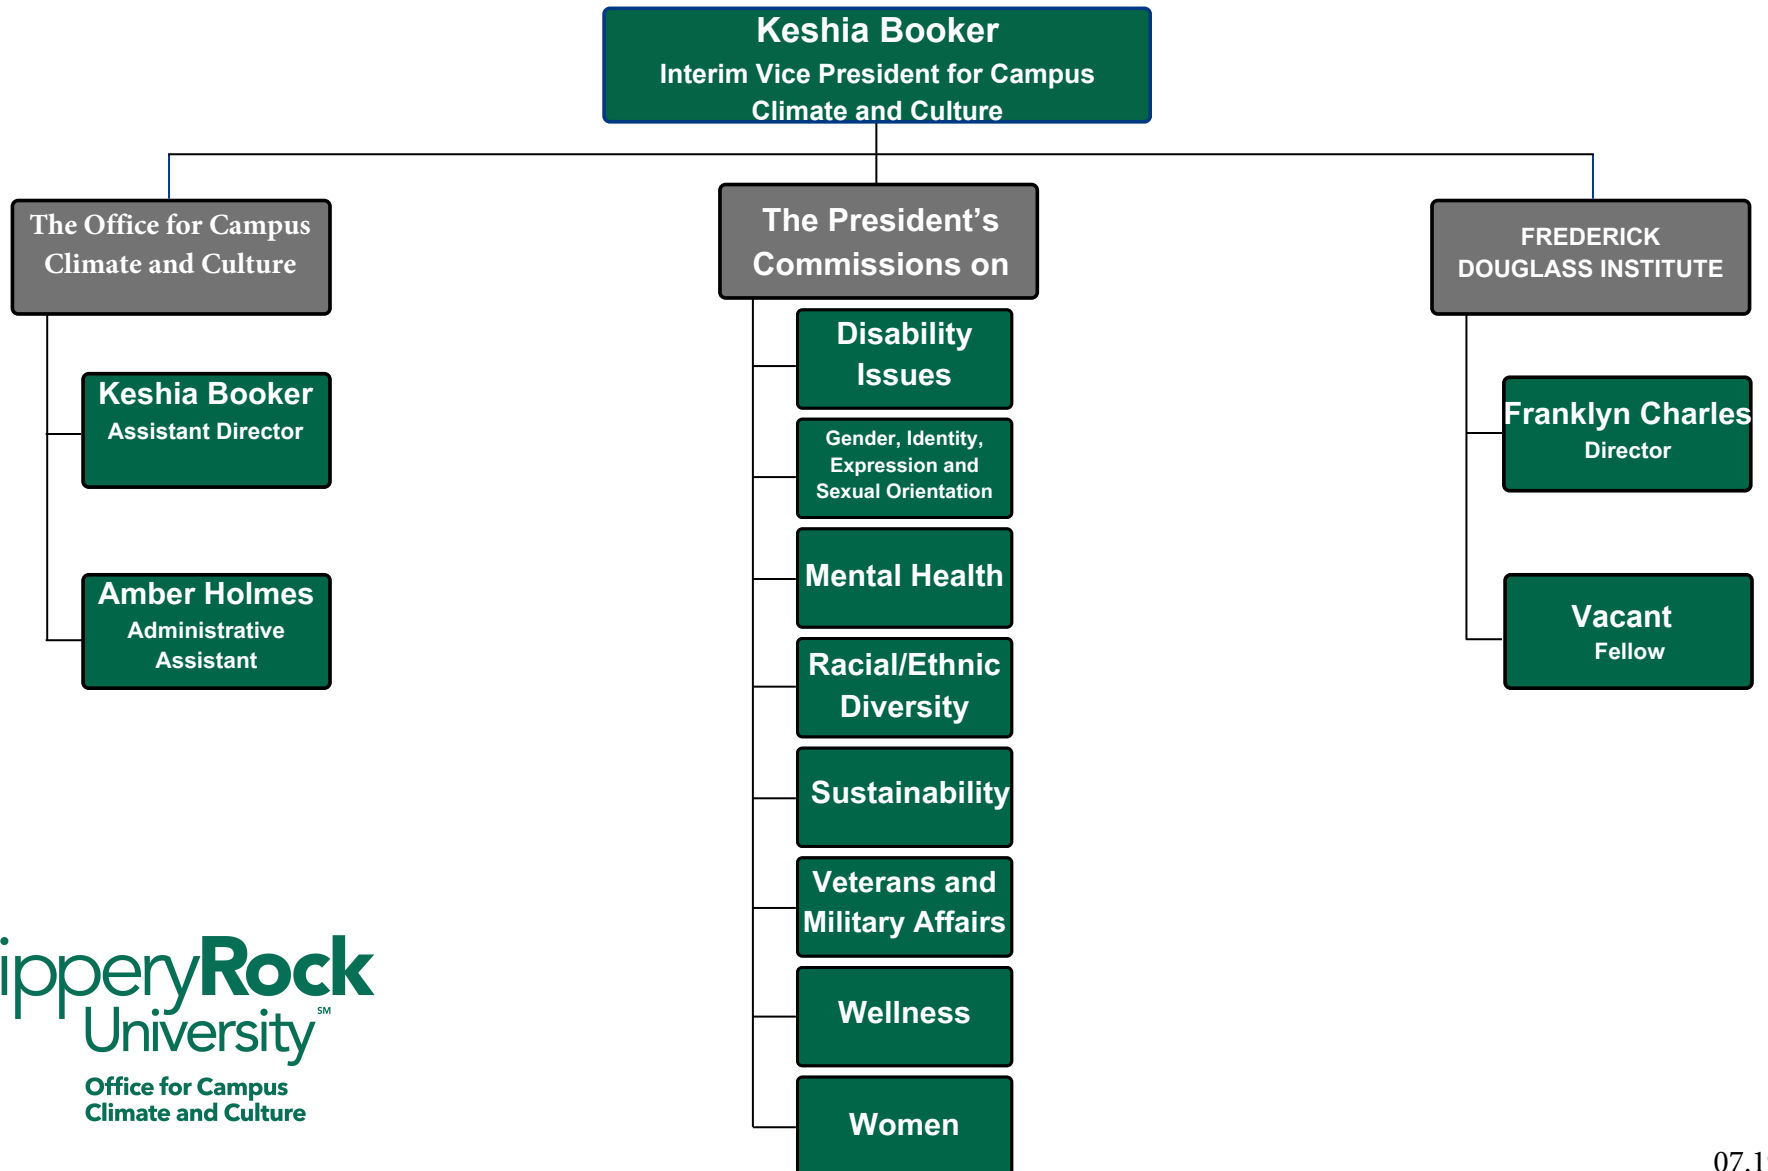 Keshia Booker
Interim Vice President for Campus
Climate and Culture
The Office for Campus
Climate and Culture
Keshia Booker
Assistant Director
Amber Holmes
Administrative
Assistant
The President’s
Commissions on
Disability
Issues
Gender, Identity,
Expression and
Sexual Orientation
Mental Health
Racial/Ethnic
Diversity
Sustainability
Veterans and
Military Affairs
Wellness
Women
FREDERICK
DOUGLASS INSTITUTE
Franklyn Charles
Director
Vacant
Fellow
ipperyRock
University℠
Office for Campus
Climate and Culture
07.1